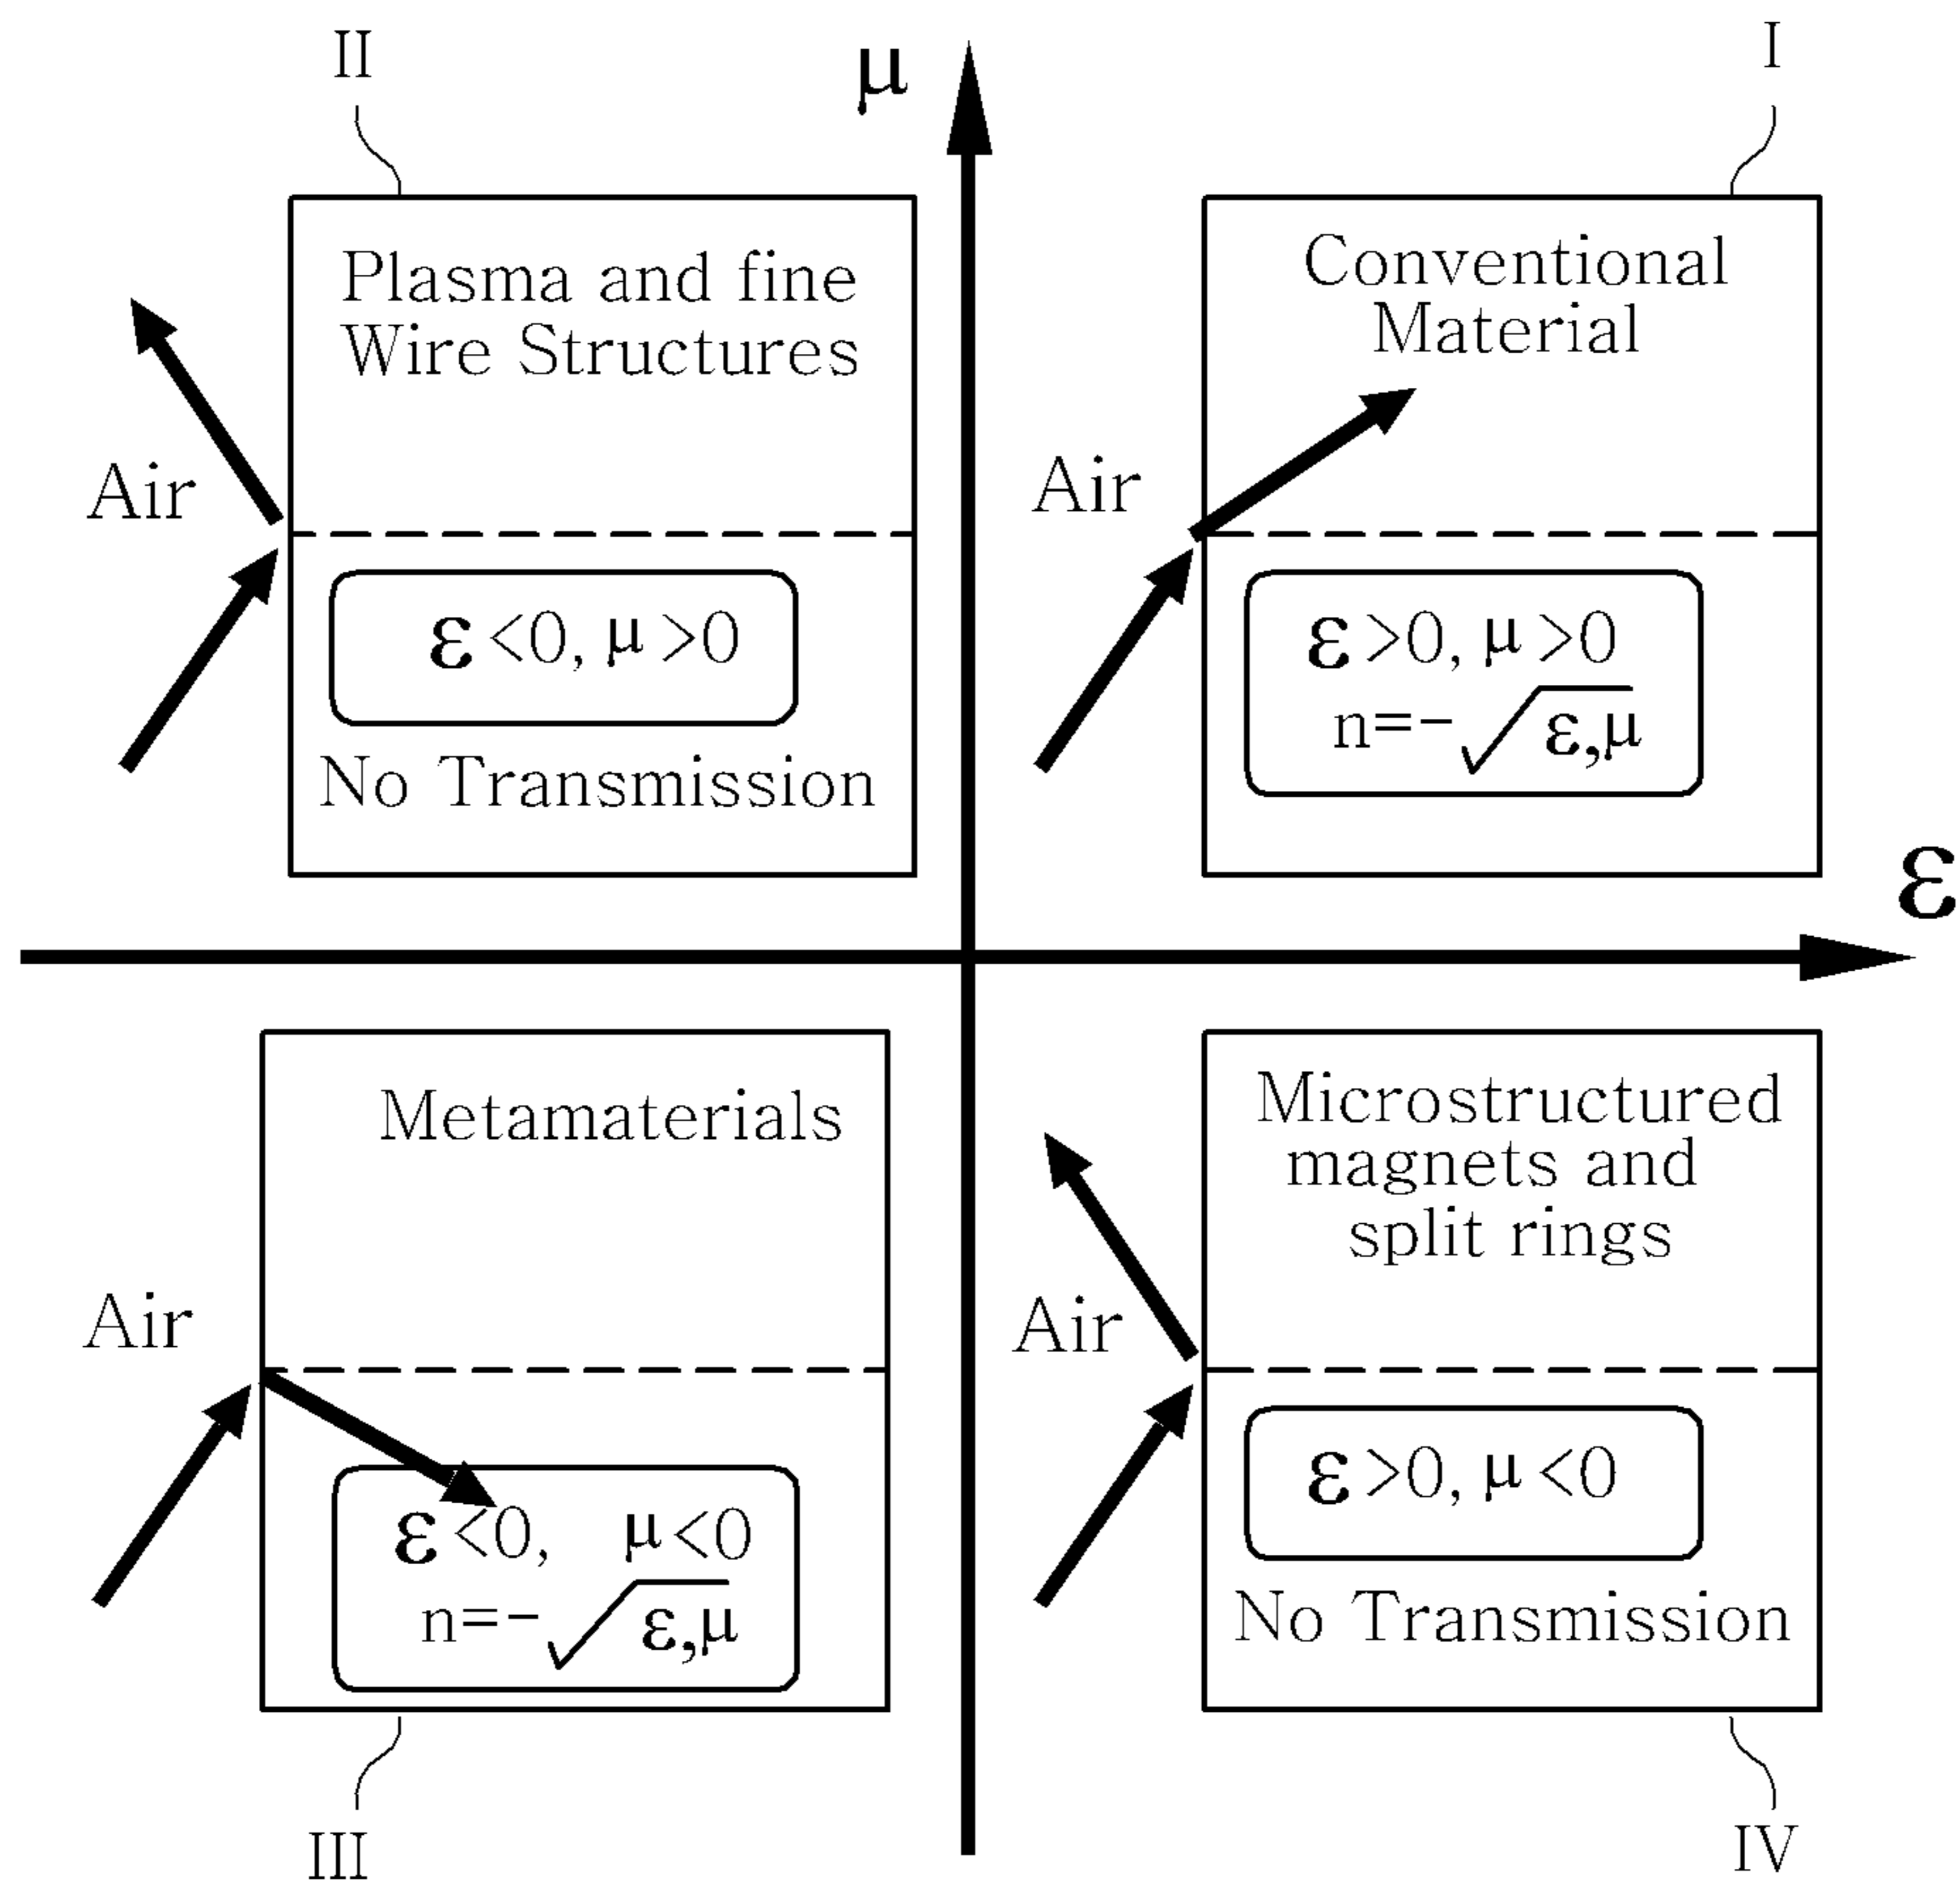 II
μ
I
Plasma and fine
Wire Structures
Air
ε<0, μ>0
No Transmission
Conventional
Material
Air
ε>0, μ>0
n=-√ε,μ
ε
Metamaterials
Air
ε<0, μ<0
n=-√ε,μ
III
Microstructured
magnets and
split rings
Air
ε>0, μ<0
No Transmission
IV